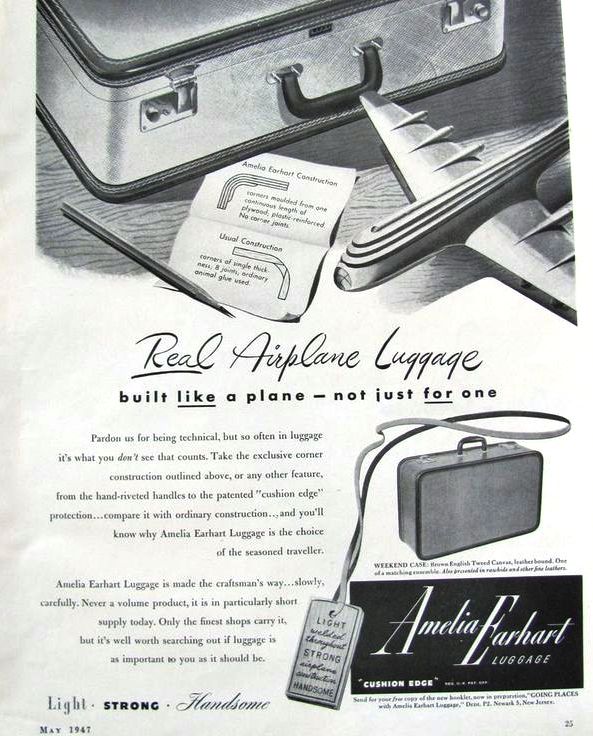 Amelia Earhart Construction
corners moulded from one
continuous length of
plywood, plastic-reinforced
No corner joints.
Usual Construction
corners of single thick-
ness, 8 joints, ordinary
animal glue used.
Real Airplane Luggage
built like a plane — not just for one
Pardon us for being technical, but so often in luggage
it's what you don't see that counts. Take the exclusive corner
construction outlined above, or any other feature,
from the hand-riveted handles to the patented "cushion edge"
protection...compare it with ordinary construction...and you'll
know why Amelia Earhart Luggage is the choice
of the seasoned traveller.
Amelia Earhart Luggage is made the craftsman's way...slowly,
carefully. Never a volume product, it is in particularly short
supply today. Only the finest shops carry it,
but it's well worth searching out if luggage is
as important to you as it should be.
Light · STRONG · Handsome
WEEKEND CASE: Brown English Tweed Canvas, leather bound. One
of a matching ensemble. Also presented in rawhide and other fine leathers.
LIGHT
welded
throughout
STRONG
airplane
construction
HANDSOME
Amelia Earhart
LUGGAGE
"CUSHION EDGE" REG. U.S. PAT. OFF.
Send for your free copy of the new booklet, now in preparation, "GOING PLACES
with Amelia Earhart Luggage," Dept. P2, Newark 5, New Jersey.
MAY 1947
25